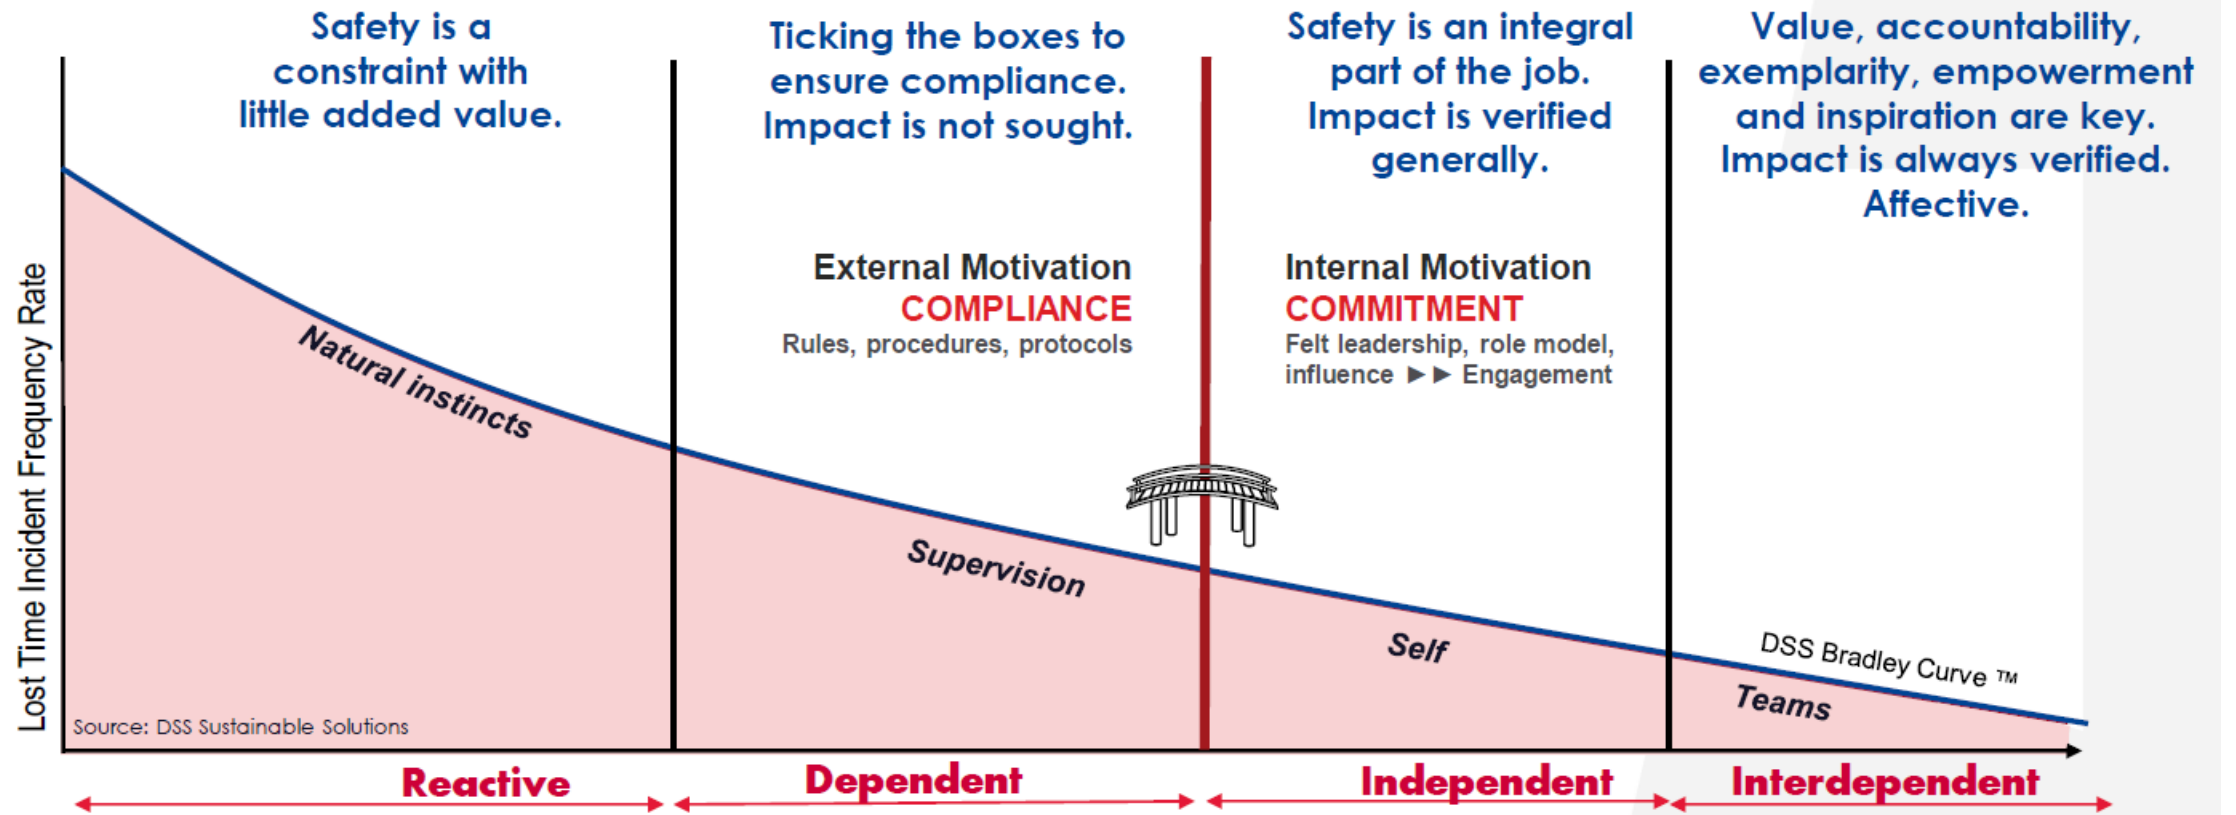 Safety is a
constraint with
little added value.
Ticking the boxes to
ensure compliance.
Impact is not sought.
Safety is an integral
part of the job.
Impact is verified
generally.
Value, accountability,
exemplarity, empowerment
and inspiration are key.
Impact is always verified.
Affective.
External Motivation
COMPLIANCE
Rules, procedures, protocols
Internal Motivation
COMMITMENT
Felt leadership, role model,
influence ►► Engagement
Lost Time Incident Frequency Rate
Natural instincts
Supervision
Self
DSS Bradley Curve ™
Teams
Source: DSS Sustainable Solutions
Reactive
Dependent
Independent
Interdependent